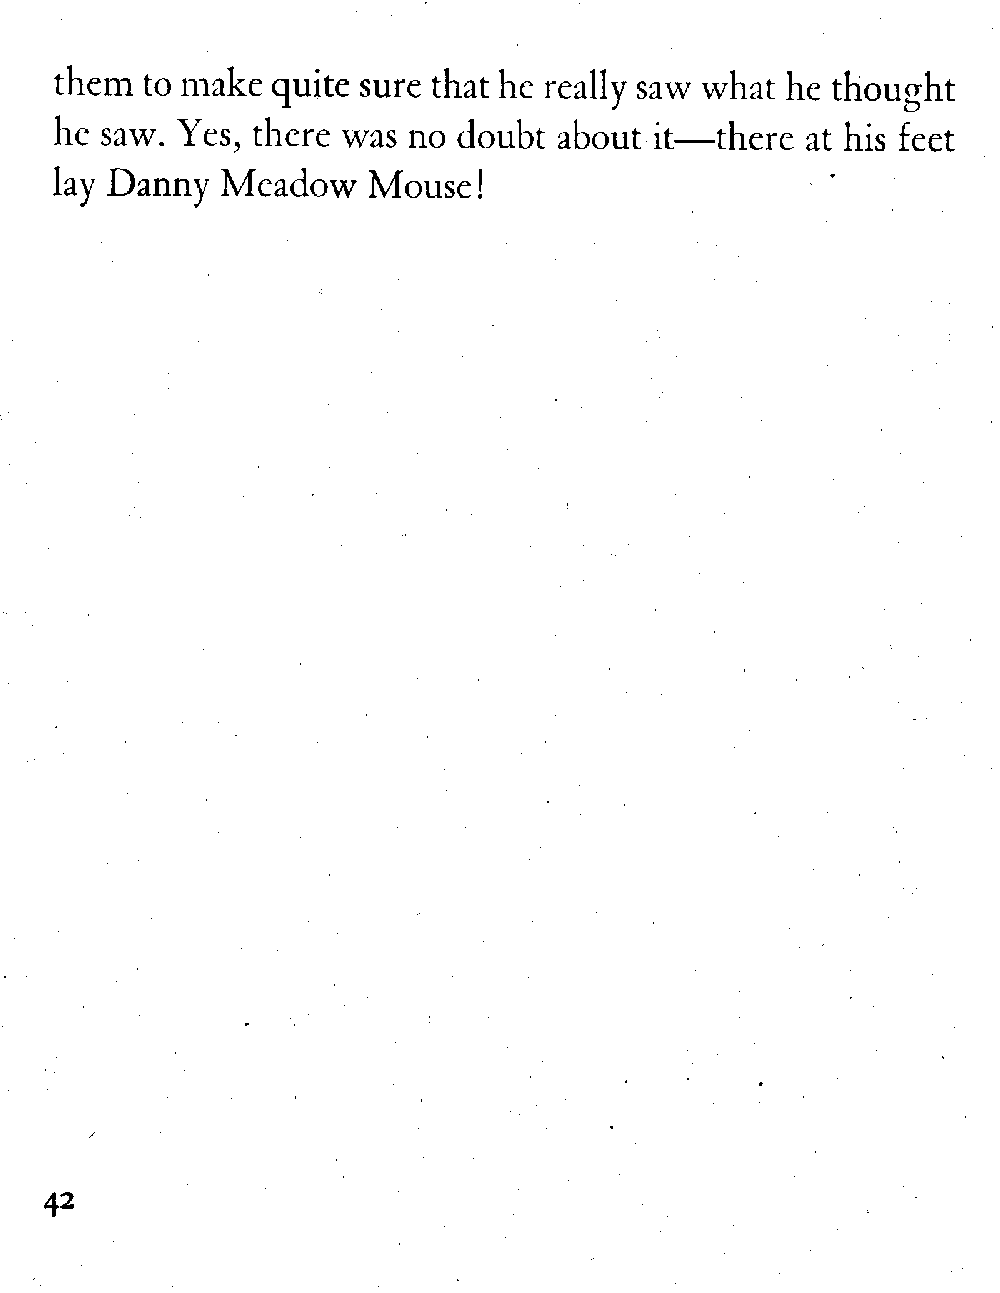 them to make quite sure that he really saw what he thought
he saw. Yes, there was no doubt about it—there at his feet
lay Danny Meadow Mouse!
42